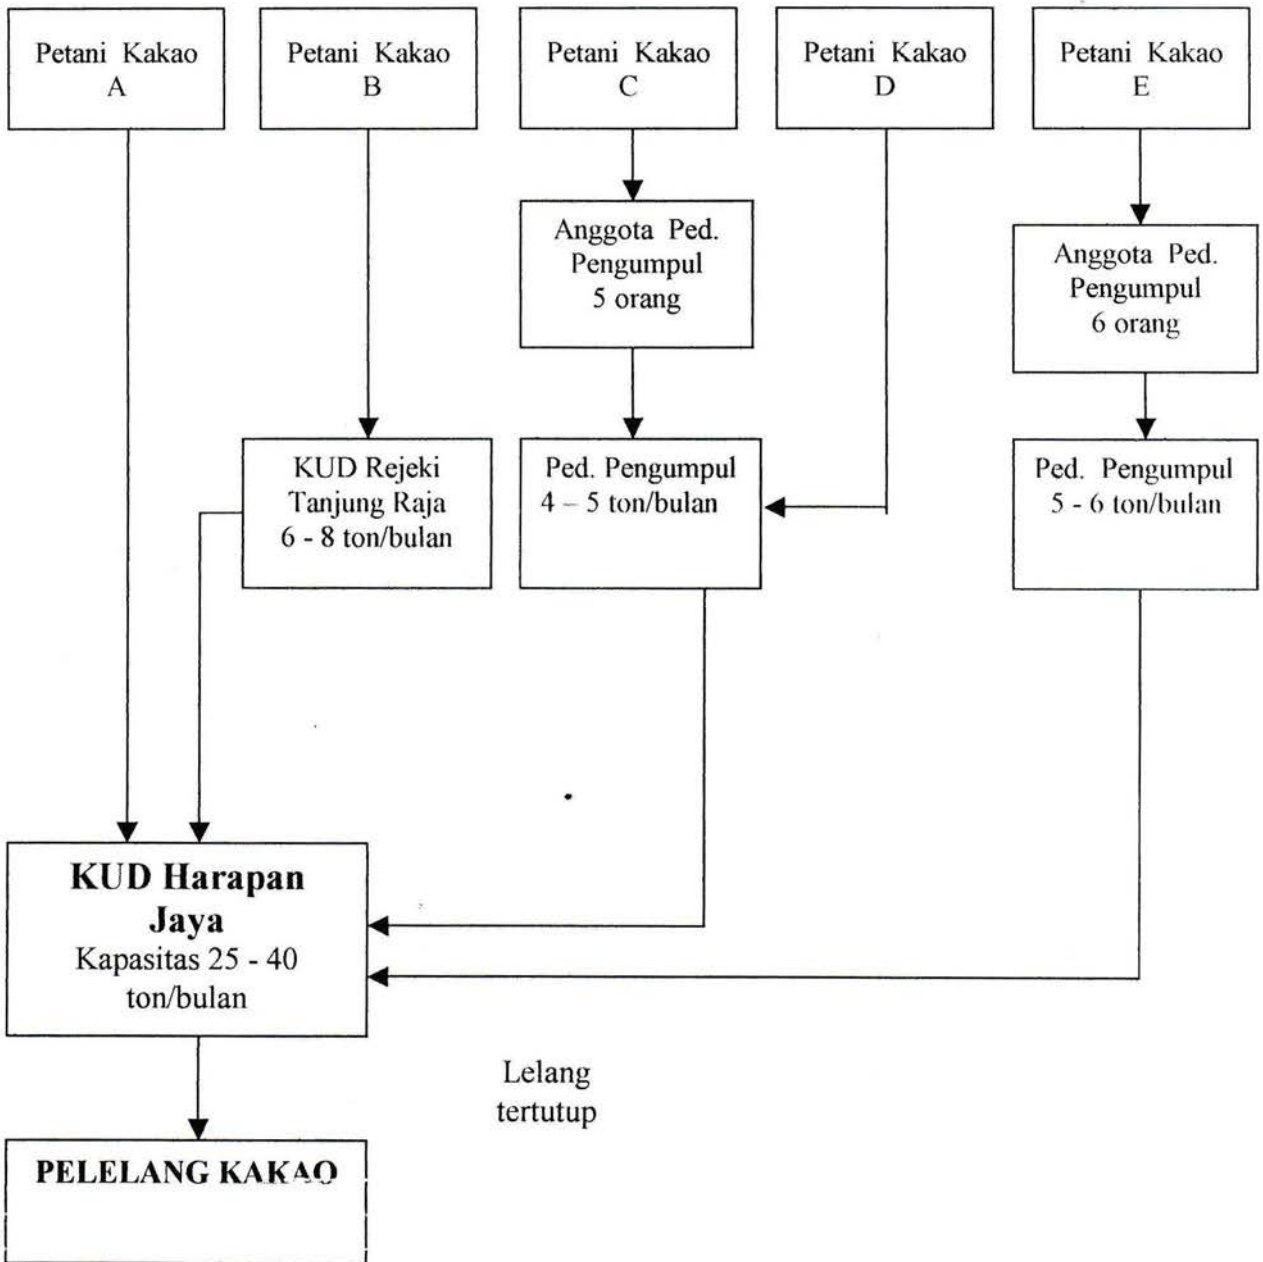 Petani Kakao
A
Petani Kakao
B
Petani Kakao
C
Petani Kakao
D
Petani Kakao
E
Anggota Ped.
Pengumpul
5 orang
Anggota Ped.
Pengumpul
6 orang
KUD Rejeki
Tanjung Raja
6 - 8 ton/bulan
Ped. Pengumpul
4 – 5 ton/bulan
Ped. Pengumpul
5 - 6 ton/bulan
KUD Harapan
Jaya
Kapasitas 25 - 40
ton/bulan
Lelang
tertutup
PELELANG KAKAO